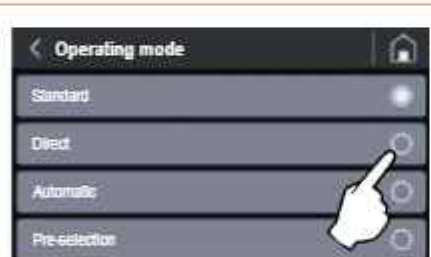 Operating mode
Standard
Direct
Automatic
Pre-selection